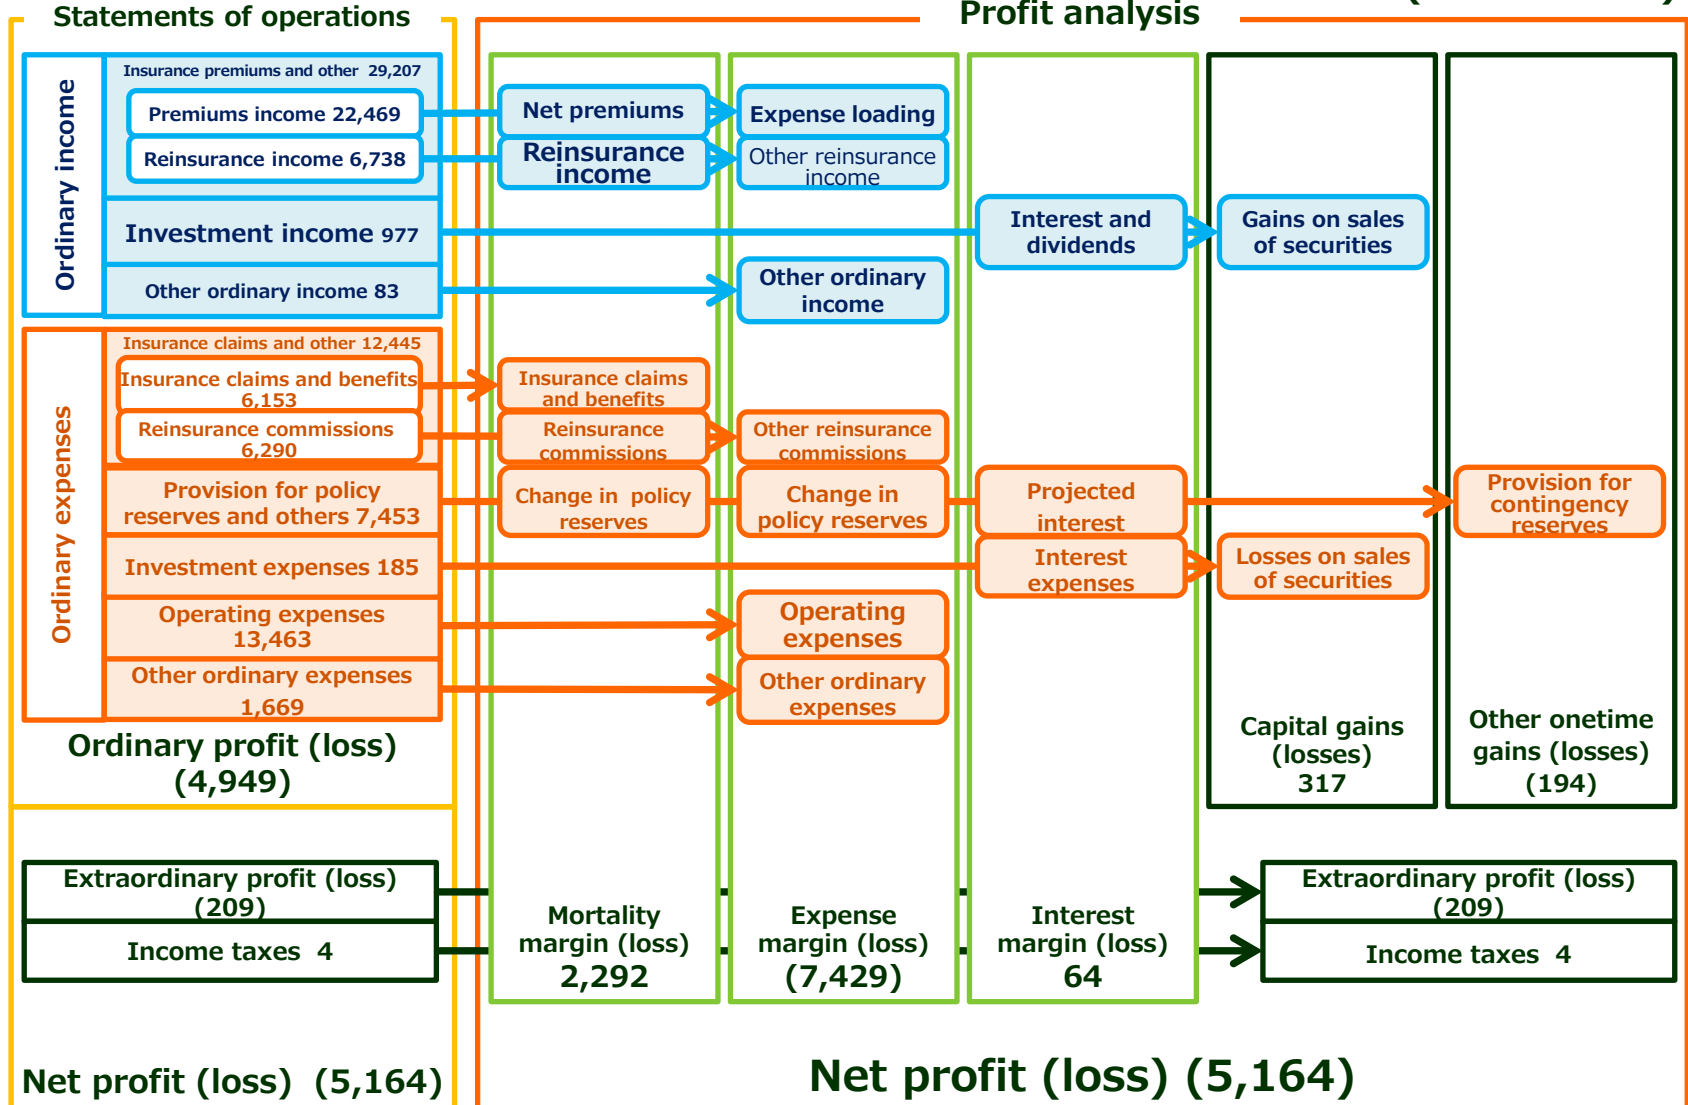 Statements of operations
Profit analysis
Ordinary income
Insurance premiums and other 29,207
Premiums income 22,469
Reinsurance income 6,738
Investment income 977
Other ordinary income 83
Net premiums
Expense loading
Reinsurance
income
Other reinsurance
income
Interest and
dividends
Gains on sales
of securities
Other ordinary
income
Ordinary expenses
Insurance claims and other 12,445
Insurance claims and benefits
6,153
Reinsurance commissions
6,290
Provision for policy
reserves and others 7,453
Investment expenses 185
Operating expenses
13,463
Other ordinary expenses
1,669
Insurance claims
and benefits
Reinsurance
commissions
Other reinsurance
commissions
Change in policy
reserves
Change in
policy reserves
Projected
interest
Provision for
contingency
reserves
Interest
expenses
Losses on sales
of securities
Operating
expenses
Other ordinary
expenses
Ordinary profit (loss)
(4,949)
Capital gains
(losses)
317
Other onetime
gains (losses)
(194)
Extraordinary profit (loss)
(209)
Income taxes 4
Mortality
margin (loss)
2,292
Expense
margin (loss)
(7,429)
Interest
margin (loss)
64
Extraordinary profit (loss)
(209)
Income taxes 4
Net profit (loss) (5,164)
Net profit (loss) (5,164)